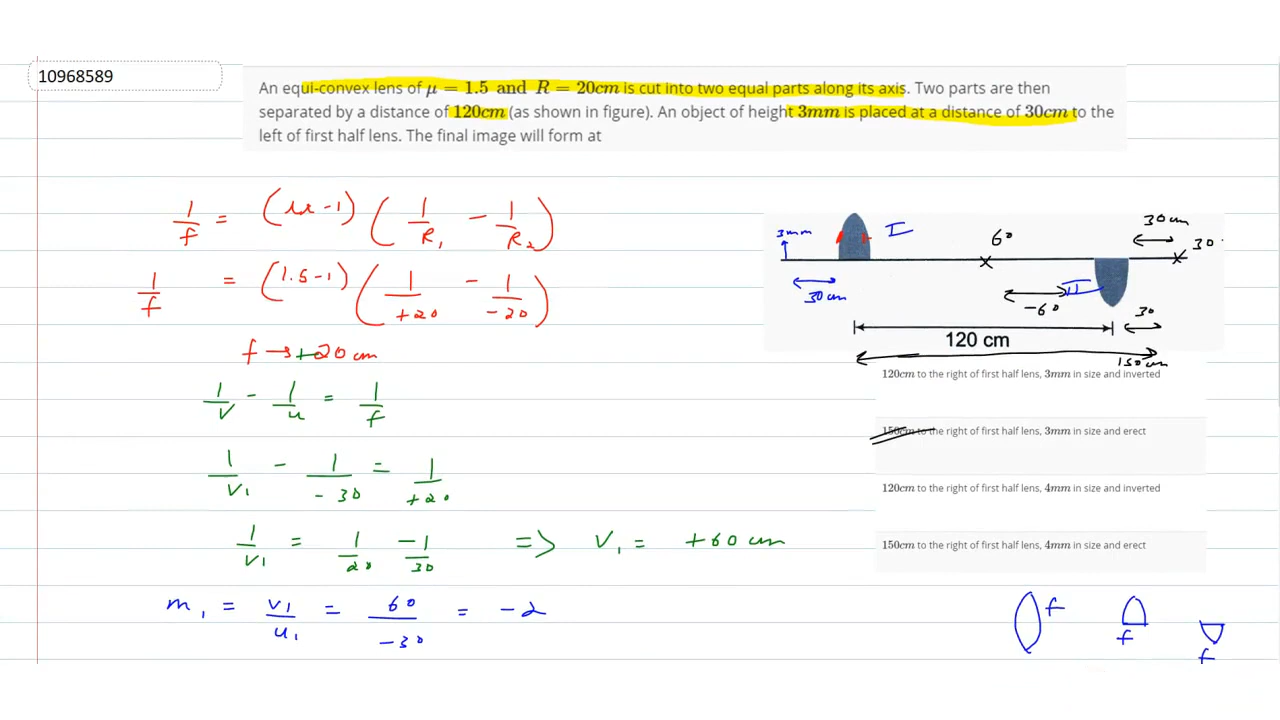 10968589
An equi-convex lens of μ = 1.5 and R = 20cm is cut into two equal parts along its axis. Two parts are then
separated by a distance of 120cm (as shown in figure). An object of height 3mm is placed at a distance of 30cm to the
left of first half lens. The final image will form at
1/f = (μ-1) (1/R₁ - 1/R₂)
1/f = (1.5-1) (1/+20 - 1/-20)
f → +20 cm
1/v - 1/u = 1/f
1/v₁ - 1/-30 = 1/+20
1/v₁ = 1/20 - 1/30 => v₁ = +60 cm
m₁ = v₁/u₁ = 60/-30 = -2
3mm
I
60
30cm
30
30cm
-60
II
30
120 cm
150cm
120cm to the right of first half lens, 3mm in size and inverted
150cm to the right of first half lens, 3mm in size and erect
120cm to the right of first half lens, 4mm in size and inverted
150cm to the right of first half lens, 4mm in size and erect
f
f
f